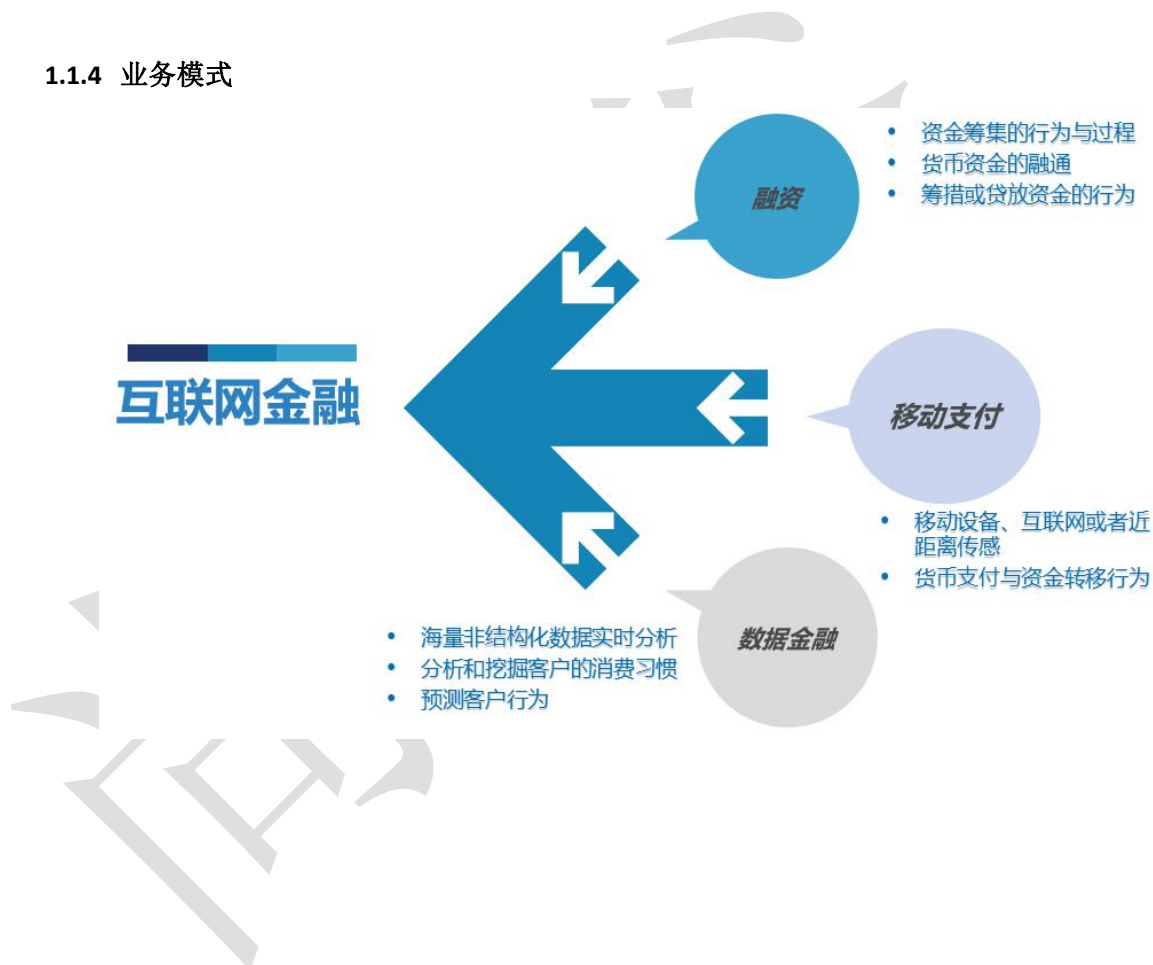 1.1.4 业务模式
融资
• 资金筹集的行为与过程
• 货币资金的融通
• 筹措或贷放资金的行为
互联网金融
移动支付
• 移动设备、互联网或者近
距离传感
• 货币支付与资金转移行为
数据金融
• 海量非结构化数据实时分析
• 分析和挖掘客户的消费习惯
• 预测客户行为